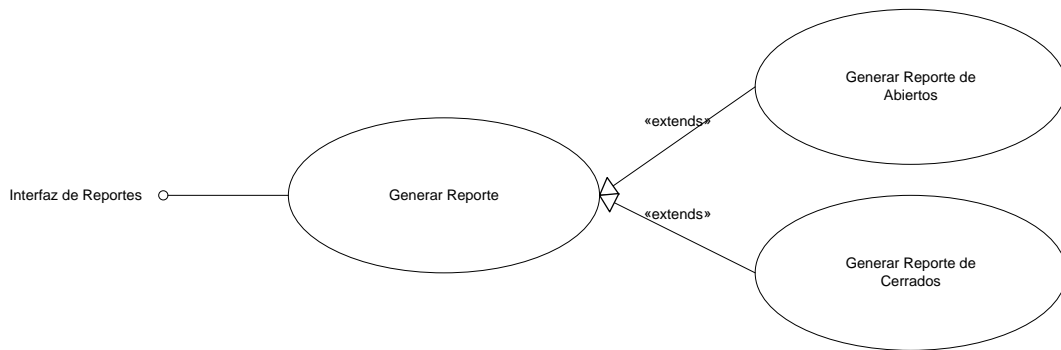 Generar Reporte de
Abiertos
«extends»
Interfaz de Reportes
Generar Reporte
«extends»
Generar Reporte de
Cerrados